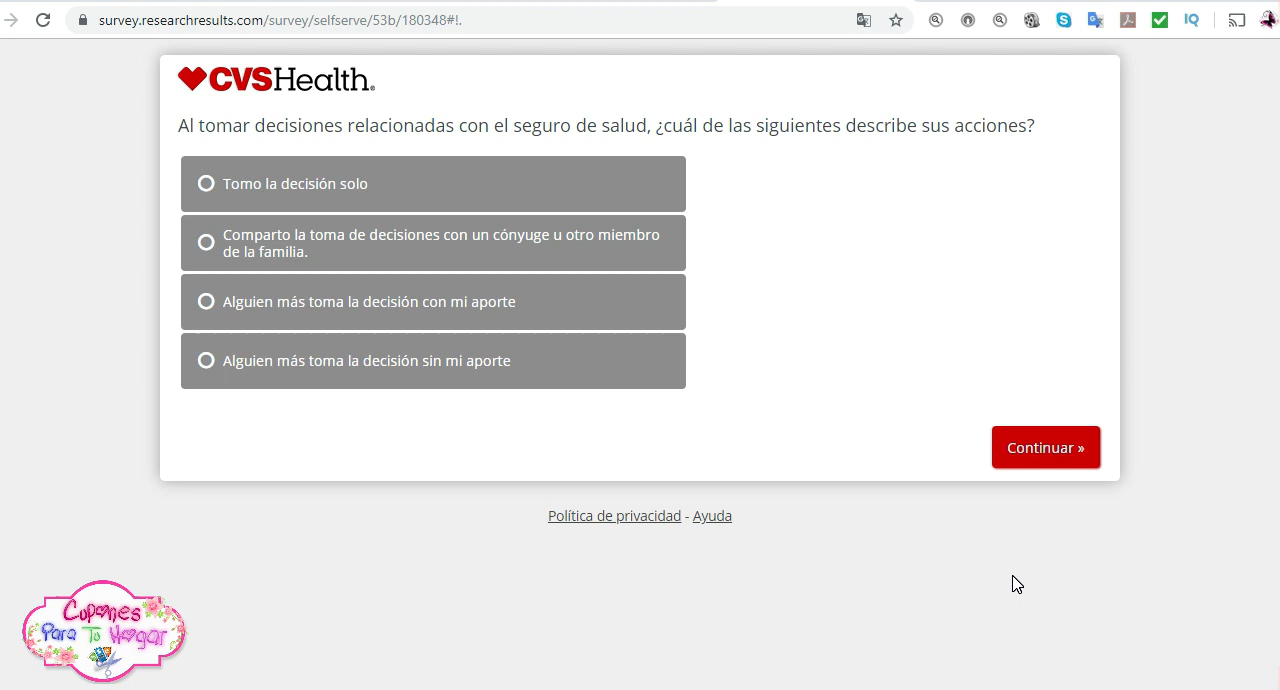 survey.researchresults.com/survey/selfserve/53b/180348#!.
CVSHealth.
Al tomar decisiones relacionadas con el seguro de salud, ¿cuál de las siguientes describe sus acciones?
Tomo la decisión solo
Comparto la toma de decisiones con un cónyuge u otro miembro
de la familia.
Alguien más toma la decisión con mi aporte
Alguien más toma la decisión sin mi aporte
Continuar »
Política de privacidad - Ayuda
Cupones
Para Tu Hogar